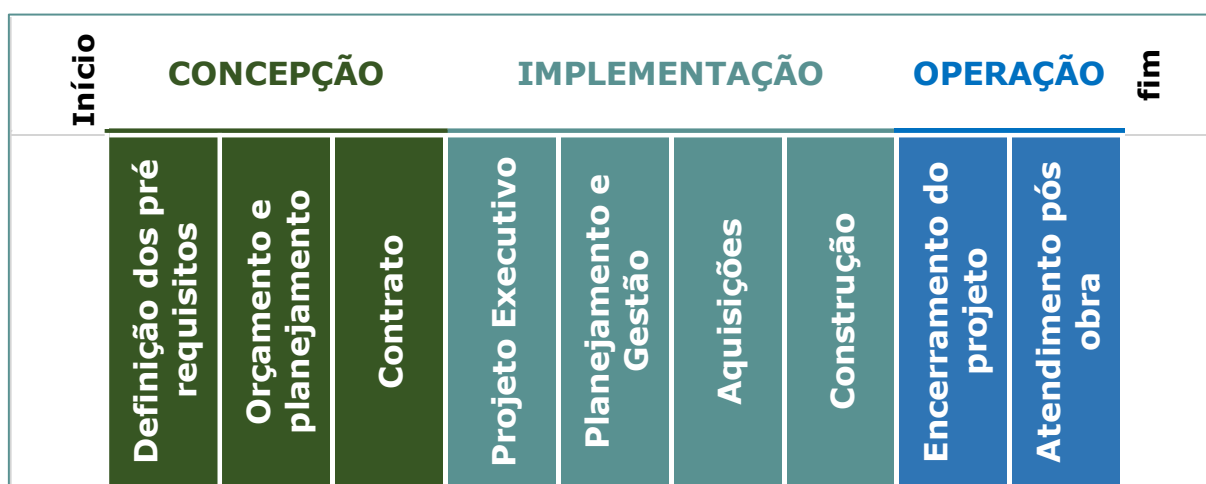 Início
CONCEPÇÃO
IMPLEMENTAÇÃO
OPERAÇÃO
fim
Definição dos pré
requisitos
Orçamento e
planejamento
Contrato
Projeto Executivo
Planejamento e
Gestão
Aquisições
Construção
Encerramento do
projeto
Atendimento pós
obra